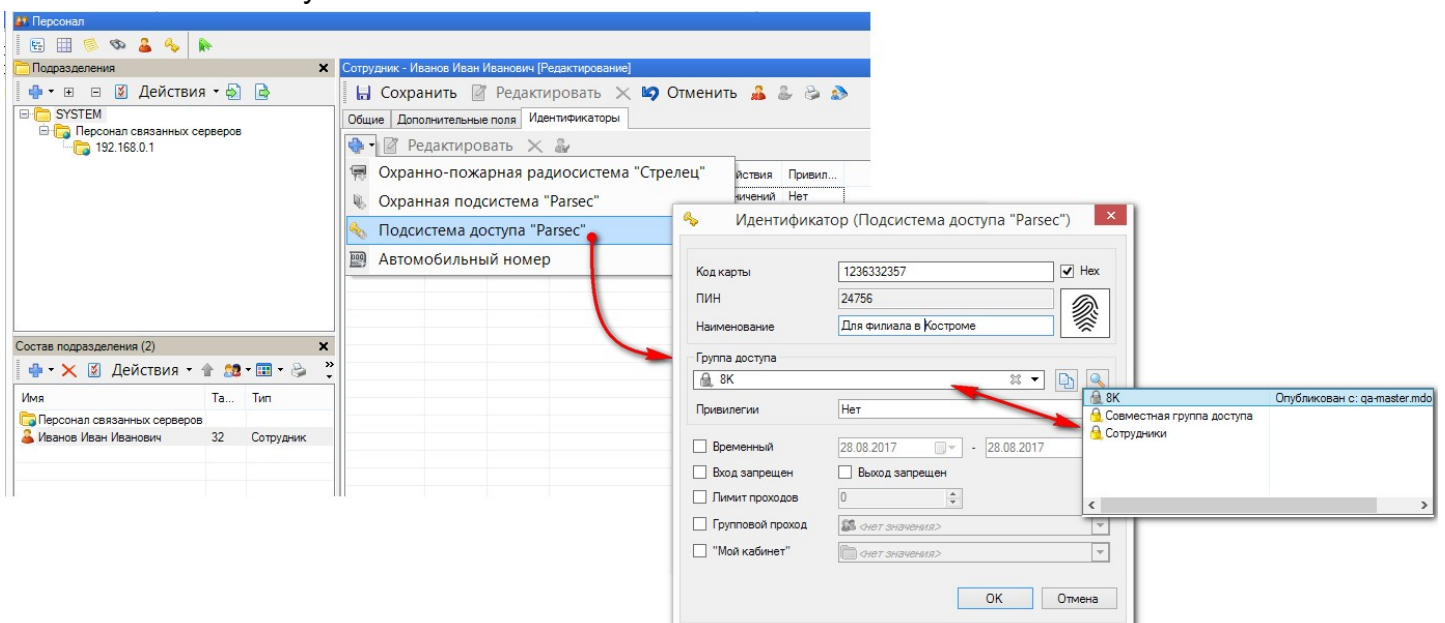 Персонал
Подразделения
Действия
SYSTEM
Персонал связанных серверов
192.168.0.1
Состав подразделения (2)
Действия
Имя Та... Тип
Персонал связанных серверов
Иванов Иван Иванович 32 Сотрудник
Сотрудник - Иванов Иван Иванович [Редактирование]
Сохранить Редактировать Отменить
Общие Дополнительные поля Идентификаторы
Редактировать
йствия Привил...
ничений Нет
Охранно-пожарная радиосистема "Стрелец"
Охранная подсистема "Parsec"
Подсистема доступа "Parsec"
Автомобильный номер
Идентификатор (Подсистема доступа "Parsec")
Код карты 1236332357 Hex
ПИН 24756
Наименование Для филиала в Костроме
Группа доступа
8K
Привилегии Нет
Временный 28.08.2017 - 28.08.2017
Вход запрещен Выход запрещен
Лимит проходов 0
Групповой проход <нет значения>
"Мой кабинет" <нет значения>
OK Отмена
8K Опубликован с: qa-master.mdo
Совместная группа доступа
Сотрудники